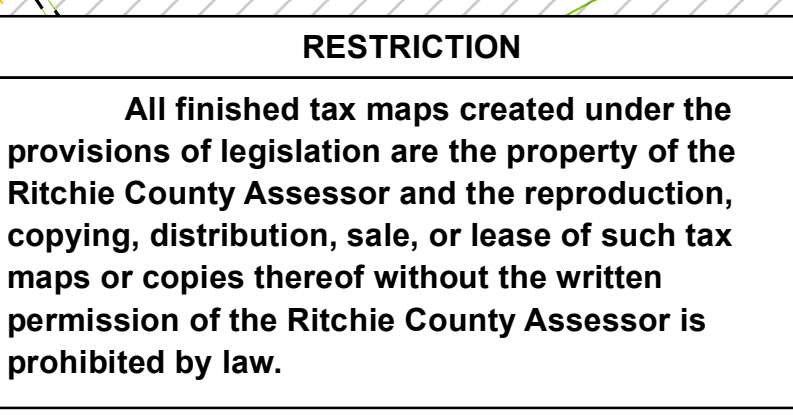 RESTRICTION
All finished tax maps created under the
provisions of legislation are the property of the
Ritchie County Assessor and the reproduction,
copying, distribution, sale, or lease of such tax
maps or copies thereof without the written
permission of the Ritchie County Assessor is
prohibited by law.